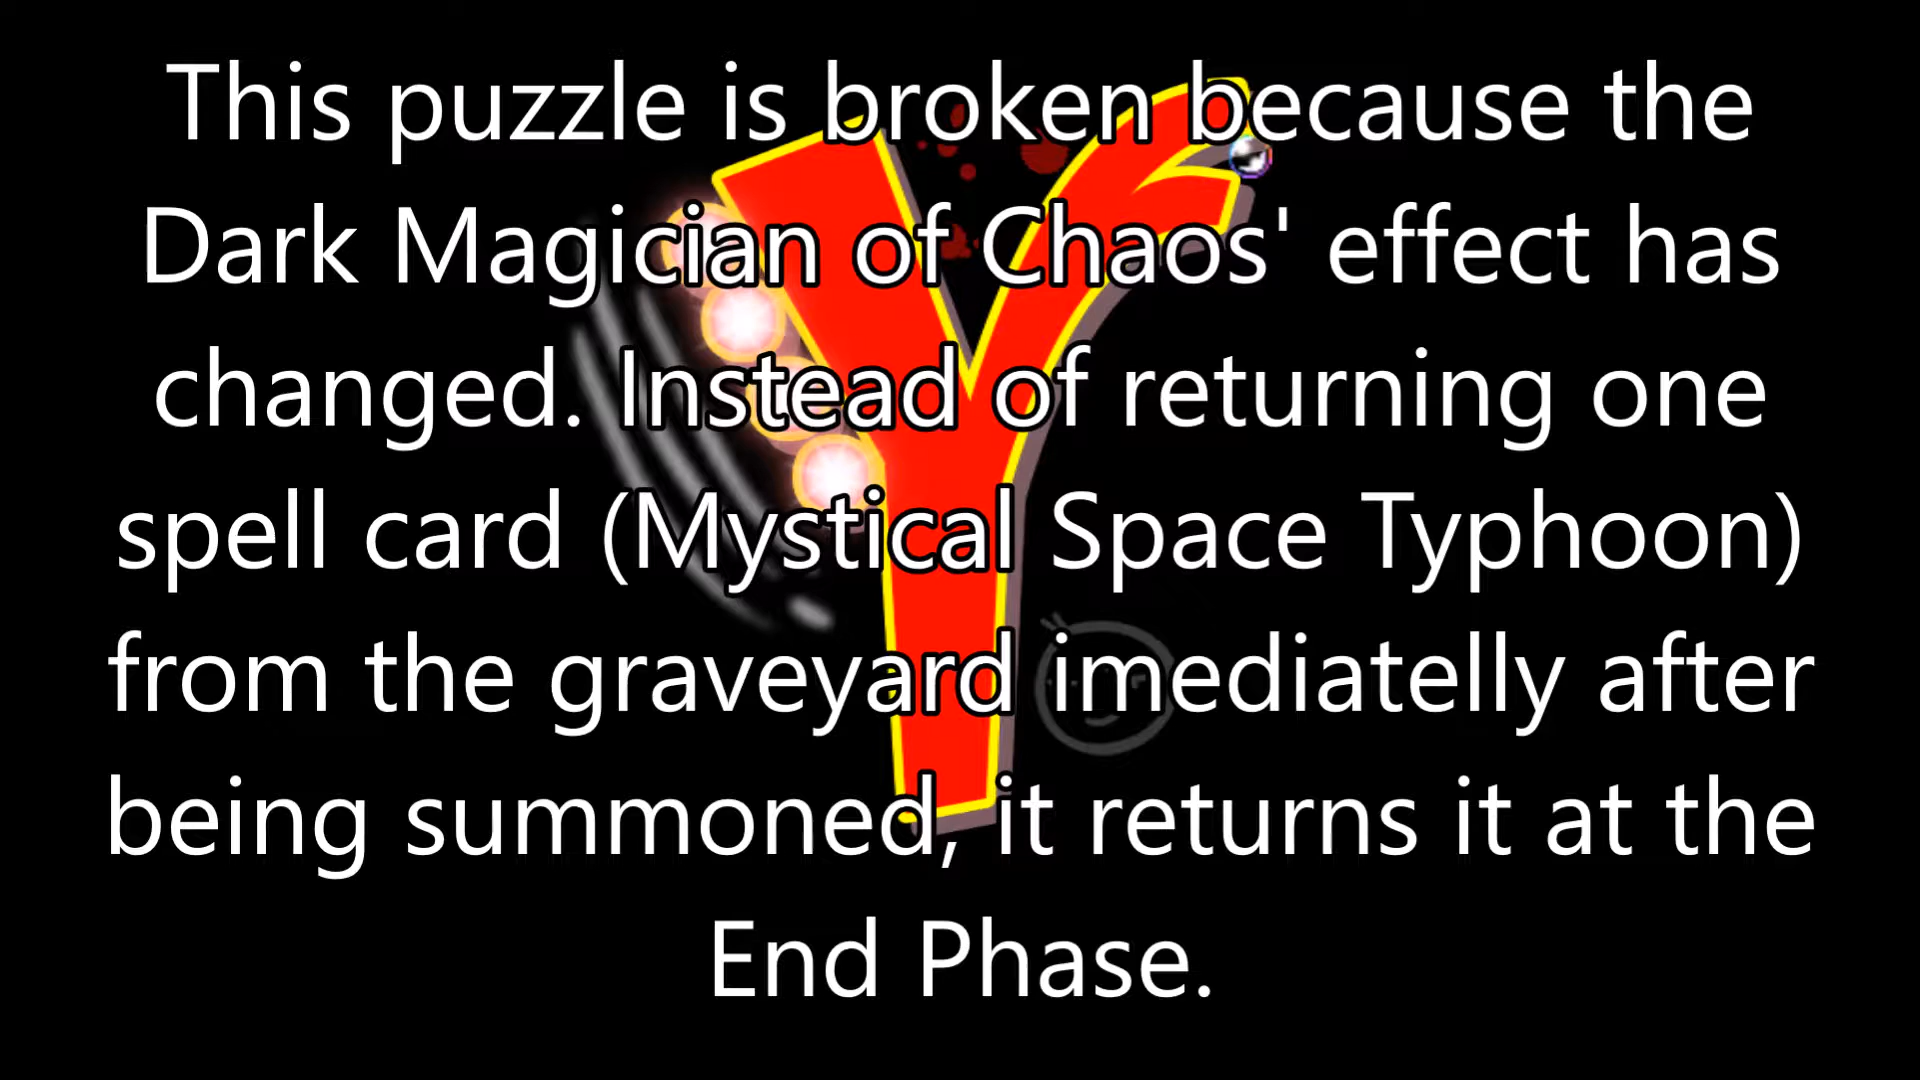 This puzzle is broken because the
Dark Magician of Chaos' effect has
changed. Instead of returning one
spell card (Mystical Space Typhoon)
from the graveyard imediatelly after
being summoned, it returns it at the
End Phase.